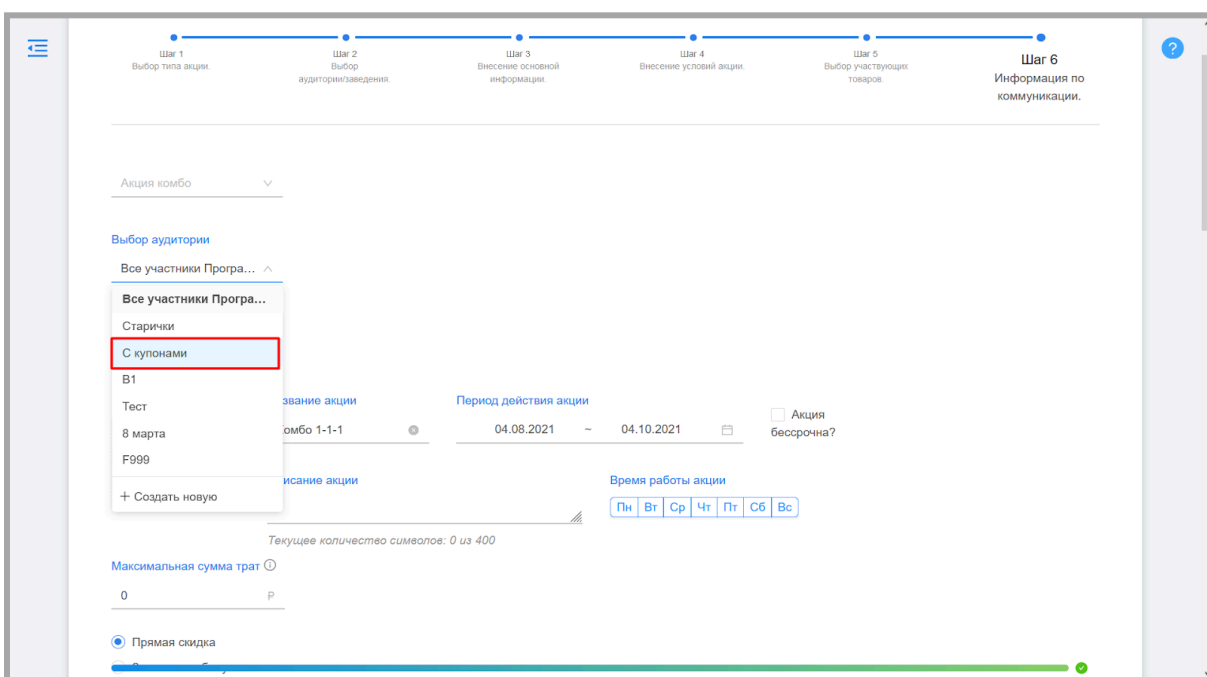 Шаг 1
Выбор типа акции.
Шаг 2
Выбор
аудитории/заведения.
Шаг 3
Внесение основной
информации.
Шаг 4
Внесение условий акции.
Шаг 5
Выбор участвующих
товаров.
Шаг 6
Информация по
коммуникации.
?
Акция комбо
Выбор аудитории
Все участники Програ...
Все участники Програ...
Старички
С купонами
B1
Тест
8 марта
F999
+ Создать новую
звание акции
Период действия акции
омбо 1-1-1
04.08.2021 ~ 04.10.2021
Акция
бессрочна?
исание акции
Время работы акции
Пн Вт Ср Чт Пт Сб Вс
Текущее количество символов: 0 из 400
Максимальная сумма трат
0 Р
Прямая скидка